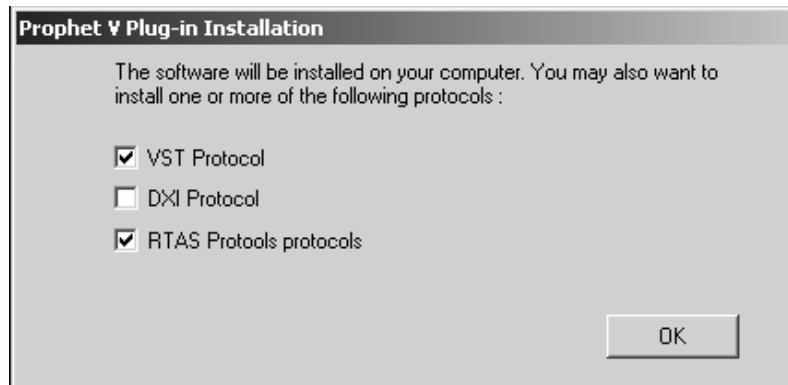 Prophet V Plug-in Installation
The software will be installed on your computer. You may also want to
install one or more of the following protocols :
VST Protocol
DXI Protocol
RTAS Protools protocols
OK